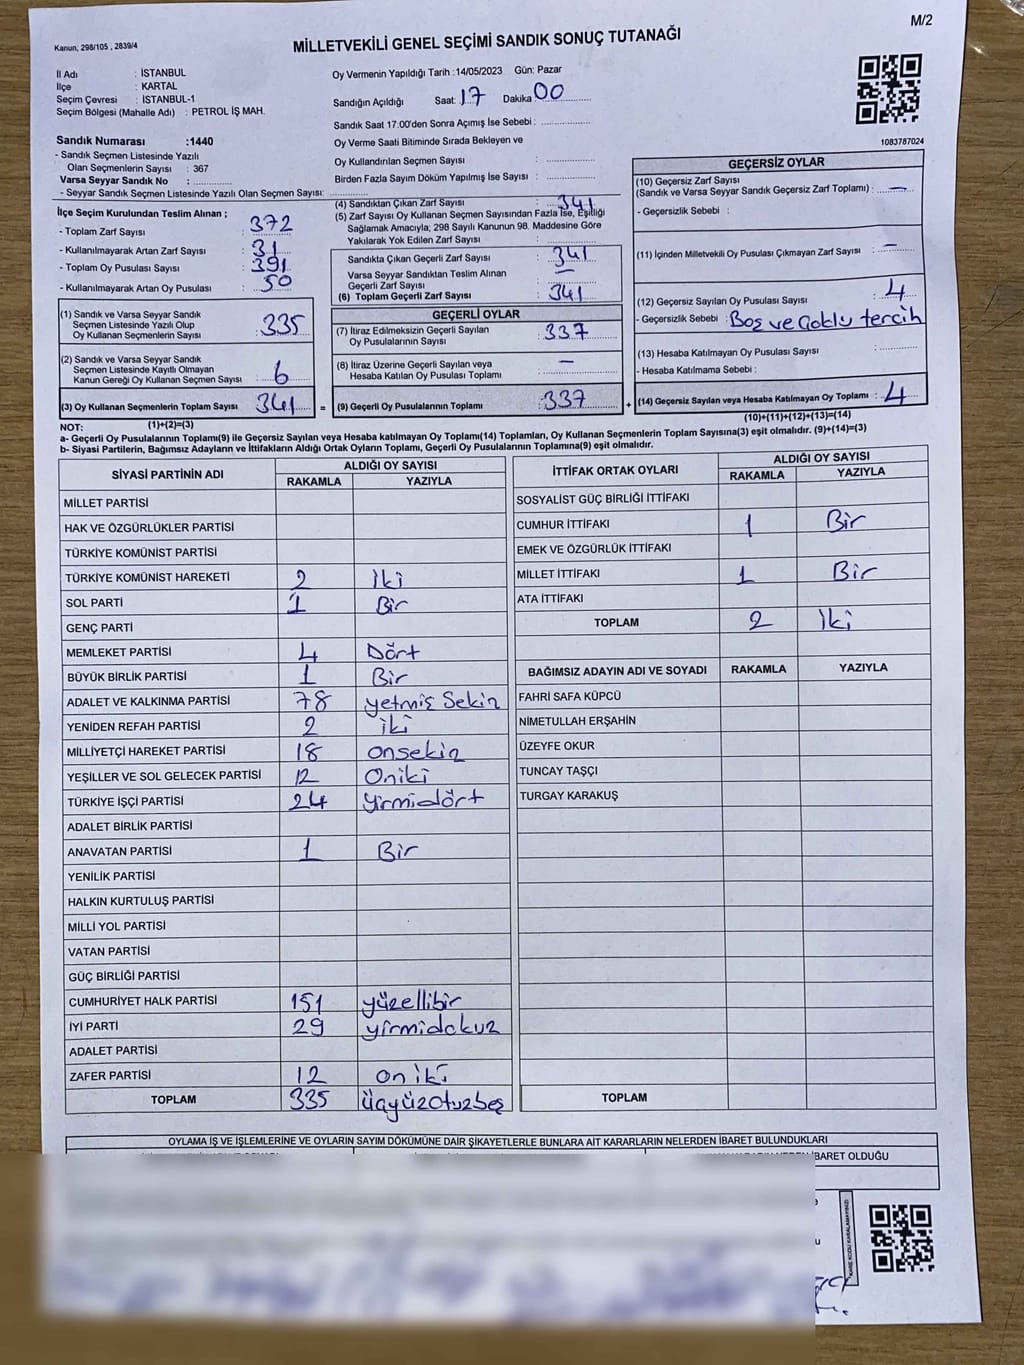 M/2
Kanun; 298/105 , 2839/4
MİLLETVEKİLİ GENEL SEÇİMİ SANDIK SONUÇ TUTANAĞI
İl Adı : İSTANBUL
İlçe : KARTAL
Seçim Çevresi : İSTANBUL-1
Seçim Bölgesi (Mahalle Adı) : PETROL İŞ MAH.
Oy Vermenin Yapıldığı Tarih :14/05/2023 Gün: Pazar
Sandığın Açıldığı Saat: 17 Dakika 00
Sandık Saat 17.00'den Sonra Açımış İse Sebebi :
Oy Verme Saati Bitiminde Sırada Bekleyen ve
Oy Kullandırılan Seçmen Sayısı :
Birden Fazla Sayım Döküm Yapılmış İse Sayısı :
1083787024
Sandık Numarası :1440
- Sandık Seçmen Listesinde Yazılı
Olan Seçmenlerin Sayısı : 367
Varsa Seyyar Sandık No :
- Seyyar Sandık Seçmen Listesinde Yazılı Olan Seçmen Sayısı:
İlçe Seçim Kurulundan Teslim Alınan ;
- Toplam Zarf Sayısı : 372
- Kullanılmayarak Artan Zarf Sayısı : 31
- Toplam Oy Pusulası Sayısı : 391
- Kullanılmayarak Artan Oy Pusulası : 50
(4) Sandıktan Çıkan Zarf Sayısı : 341
(5) Zarf Sayısı Oy Kullanan Seçmen Sayısından Fazla İse, Eşitliği
Sağlamak Amacıyla; 298 Sayılı Kanunun 98. Maddesine Göre
Yakılarak Yok Edilen Zarf Sayısı :
Sandıkta Çıkan Geçerli Zarf Sayısı : 341
Varsa Seyyar Sandıktan Teslim Alınan
Geçerli Zarf Sayısı : —
(6) Toplam Geçerli Zarf Sayısı : 341
GEÇERSİZ OYLAR
(10) Geçersiz Zarf Sayısı
(Sandık ve Varsa Seyyar Sandık Geçersiz Zarf Toplamı) : —
- Geçersizlik Sebebi :
(11) İçinden Milletvekili Oy Pusulası Çıkmayan Zarf Sayısı : —
(12) Geçersiz Sayılan Oy Pusulası Sayısı : 4
- Geçersizlik Sebebi : Boş ve Çoklu tercih
(13) Hesaba Katılmayan Oy Pusulası Sayısı :
- Hesaba Katılmama Sebebi :
(14) Geçersiz Sayılan veya Hesaba Katılmayan Oy Toplamı : 4
(10)+(11)+(12)+(13)=(14)
(1) Sandık ve Varsa Seyyar Sandık
Seçmen Listesinde Yazılı Olup
Oy Kullanan Seçmenlerin Sayısı : 335
(2) Sandık ve Varsa Seyyar Sandık
Seçmen Listesinde Kayıtlı Olmayan
Kanun Gereği Oy Kullanan Seçmen Sayısı : 6
(3) Oy Kullanan Seçmenlerin Toplam Sayısı : 341 =
(1)+(2)=(3)
GEÇERLİ OYLAR
(7) İtiraz Edilmeksizin Geçerli Sayılan
Oy Pusulalarının Sayısı : 337
(8) İtiraz Üzerine Geçerli Sayılan veya
Hesaba Katılan Oy Pusulası Toplamı : —
(9) Geçerli Oy Pusulalarının Toplamı : 337 +
NOT:
a- Geçerli Oy Pusulalarının Toplamı(9) ile Geçersiz Sayılan veya Hesaba katılmayan Oy Toplamı(14) Toplamları, Oy Kullanan Seçmenlerin Toplam Sayısına(3) eşit olmalıdır. (9)+(14)=(3)
b- Siyasi Partilerin, Bağımsız Adayların ve İttifakların Aldığı Ortak Oyların Toplamı, Geçerli Oy Pusulalarının Toplamına(9) eşit olmalıdır.
SİYASİ PARTİNİN ADI ALDIĞI OY SAYISI
RAKAMLA YAZIYLA
MİLLET PARTİSİ
HAK VE ÖZGÜRLÜKLER PARTİSİ
TÜRKİYE KOMÜNİST PARTİSİ
TÜRKİYE KOMÜNİST HAREKETİ 2 iki
SOL PARTİ 1 Bir
GENÇ PARTİ
MEMLEKET PARTİSİ 4 Dört
BÜYÜK BİRLİK PARTİSİ 1 Bir
ADALET VE KALKINMA PARTİSİ 78 yetmiş Sekiz
YENİDEN REFAH PARTİSİ 2 iki
MİLLİYETÇİ HAREKET PARTİSİ 18 onsekiz
YEŞİLLER VE SOL GELECEK PARTİSİ 12 Oniki
TÜRKİYE İŞÇİ PARTİSİ 24 yirmidört
ADALET BİRLİK PARTİSİ
ANAVATAN PARTİSİ 1 Bir
YENİLİK PARTİSİ
HALKIN KURTULUŞ PARTİSİ
MİLLİ YOL PARTİSİ
VATAN PARTİSİ
GÜÇ BİRLİĞİ PARTİSİ
CUMHURİYET HALK PARTİSİ 151 yüzellibir
İYİ PARTİ 29 yirmidokuz
ADALET PARTİSİ
ZAFER PARTİSİ 12 on iki
TOPLAM 335 üçyüzotuzbeş
İTTİFAK ORTAK OYLARI ALDIĞI OY SAYISI
RAKAMLA YAZIYLA
SOSYALİST GÜÇ BİRLİĞİ İTTİFAKI
CUMHUR İTTİFAKI 1 Bir
EMEK VE ÖZGÜRLÜK İTTİFAKI
MİLLET İTTİFAKI 1 Bir
ATA İTTİFAKI
TOPLAM 2 İki
BAĞIMSIZ ADAYIN ADI VE SOYADI RAKAMLA YAZIYLA
FAHRİ SAFA KÜPCÜ
NİMETULLAH ERŞAHİN
ÜZEYFE OKUR
TUNCAY TAŞÇI
TURGAY KARAKUŞ
TOPLAM
OYLAMA İŞ VE İŞLEMLERİNE VE OYLARIN SAYIM DÖKÜMÜNE DAİR ŞİKAYETLERLE BUNLARA AİT KARARLARIN NELERDEN İBARET BULUNDUKLARI
İBARET OLDUĞU
KARE KODU KARALAMAYINIZ!